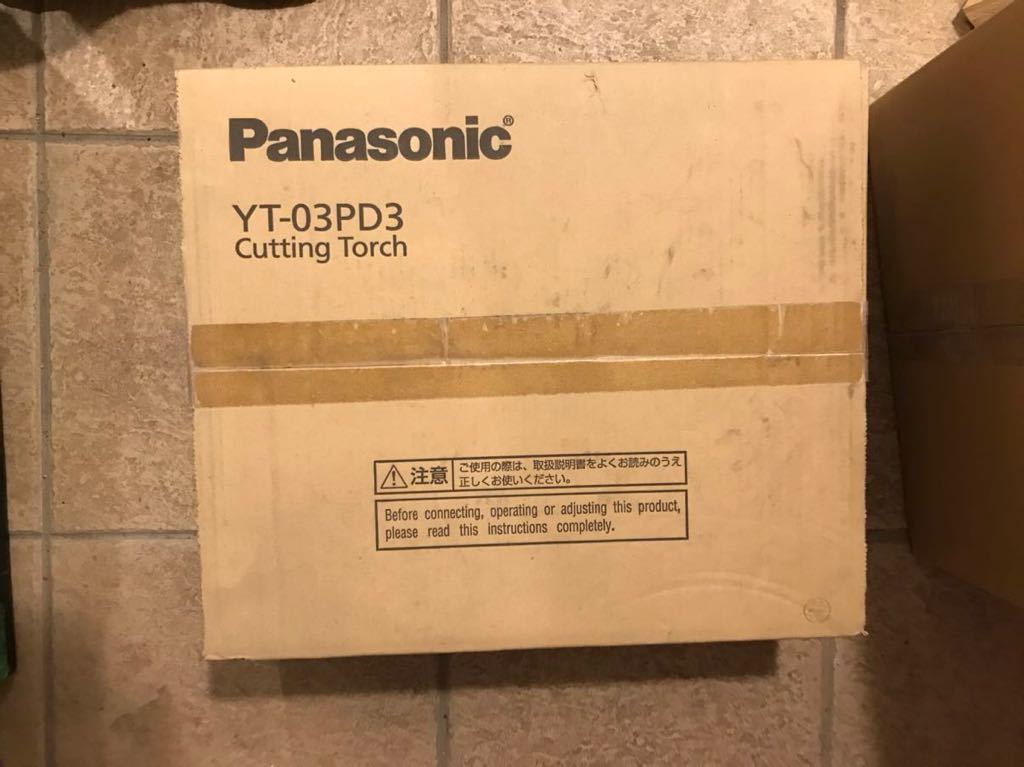 Panasonic®
YT-03PD3
Cutting Torch
注意
ご使用の際は、取扱説明書をよくお読みのうえ
正しくお使いください。
Before connecting, operating or adjusting this product,
please read this instructions completely.